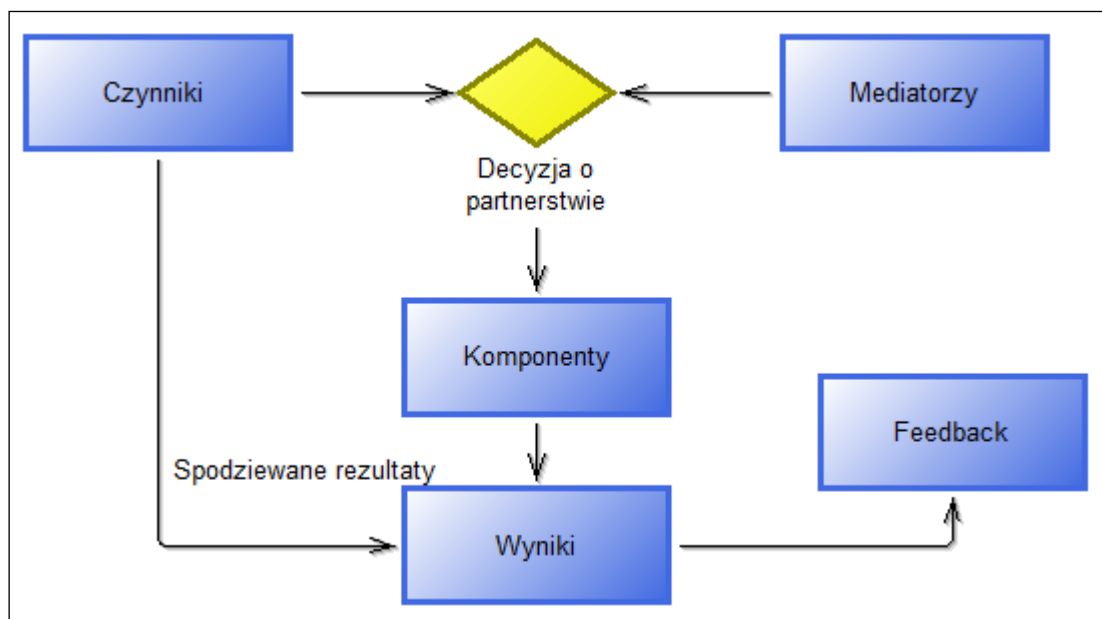 Czynniki
Mediatorzy
Decyzja o
partnerstwie
Komponenty
Feedback
Spodziewane rezultaty
Wyniki